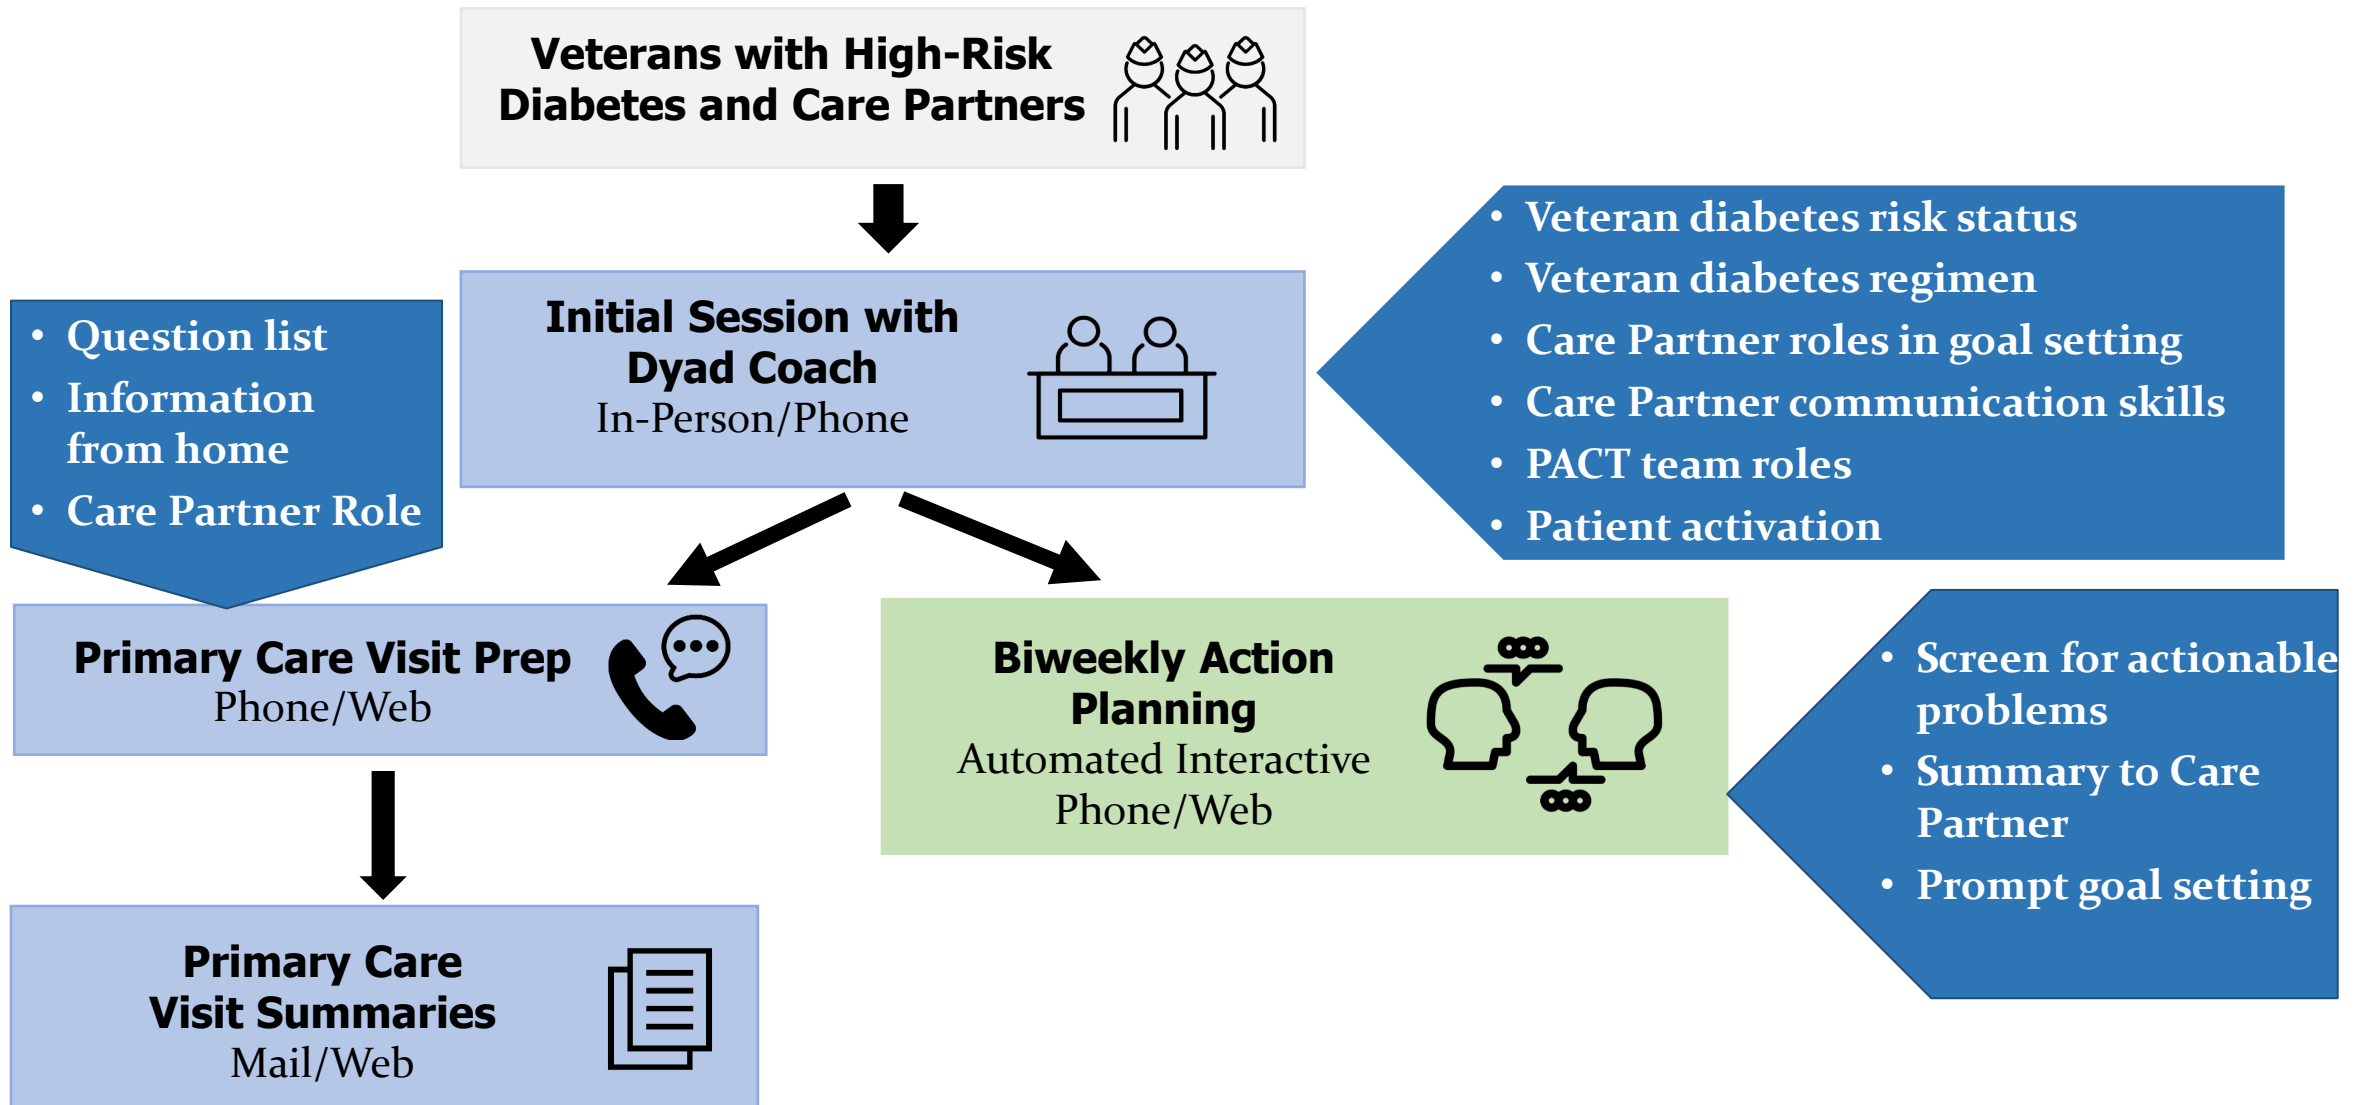 Veterans with High-Risk
Diabetes and Care Partners
Initial Session with
Dyad Coach
In-Person/Phone
• Veteran diabetes risk status
• Veteran diabetes regimen
• Care Partner roles in goal setting
• Care Partner communication skills
• PACT team roles
• Patient activation
• Question list
• Information
from home
• Care Partner Role
Primary Care Visit Prep
Phone/Web
Biweekly Action
Planning
Automated Interactive
Phone/Web
• Screen for actionable
problems
• Summary to Care
Partner
• Prompt goal setting
Primary Care
Visit Summaries
Mail/Web